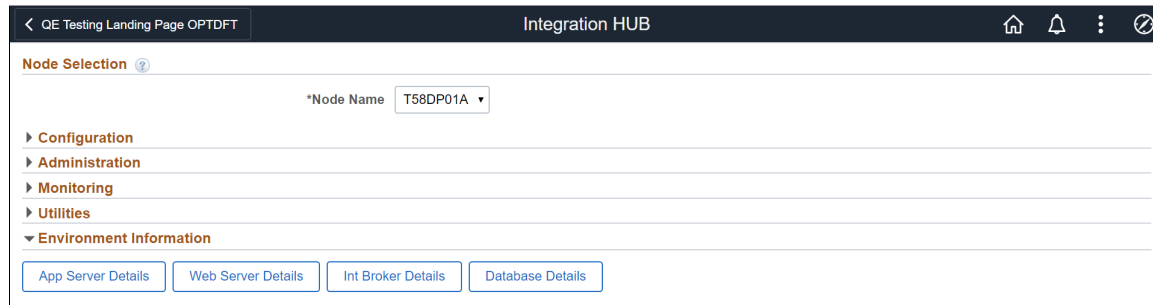 QE Testing Landing Page OPTDFT Integration HUB
Node Selection ?
*Node Name T58DP01A
Configuration
Administration
Monitoring
Utilities
Environment Information
App Server Details Web Server Details Int Broker Details Database Details